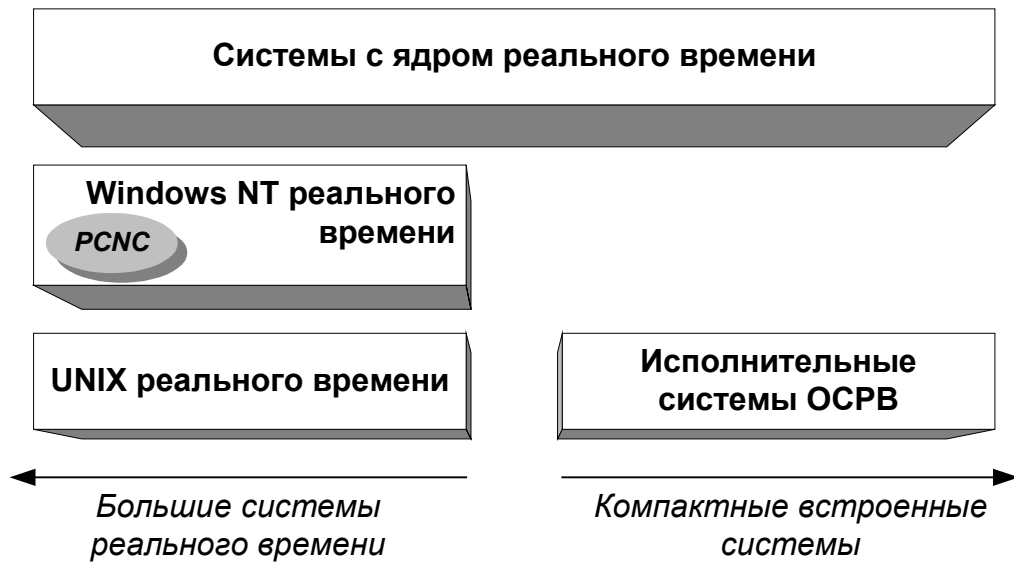 Системы с ядром реального времени
Windows NT реального
времени
PCNC
UNIX реального времени
Исполнительные
системы ОСРВ
Большие системы
реального времени
Компактные встроенные
системы